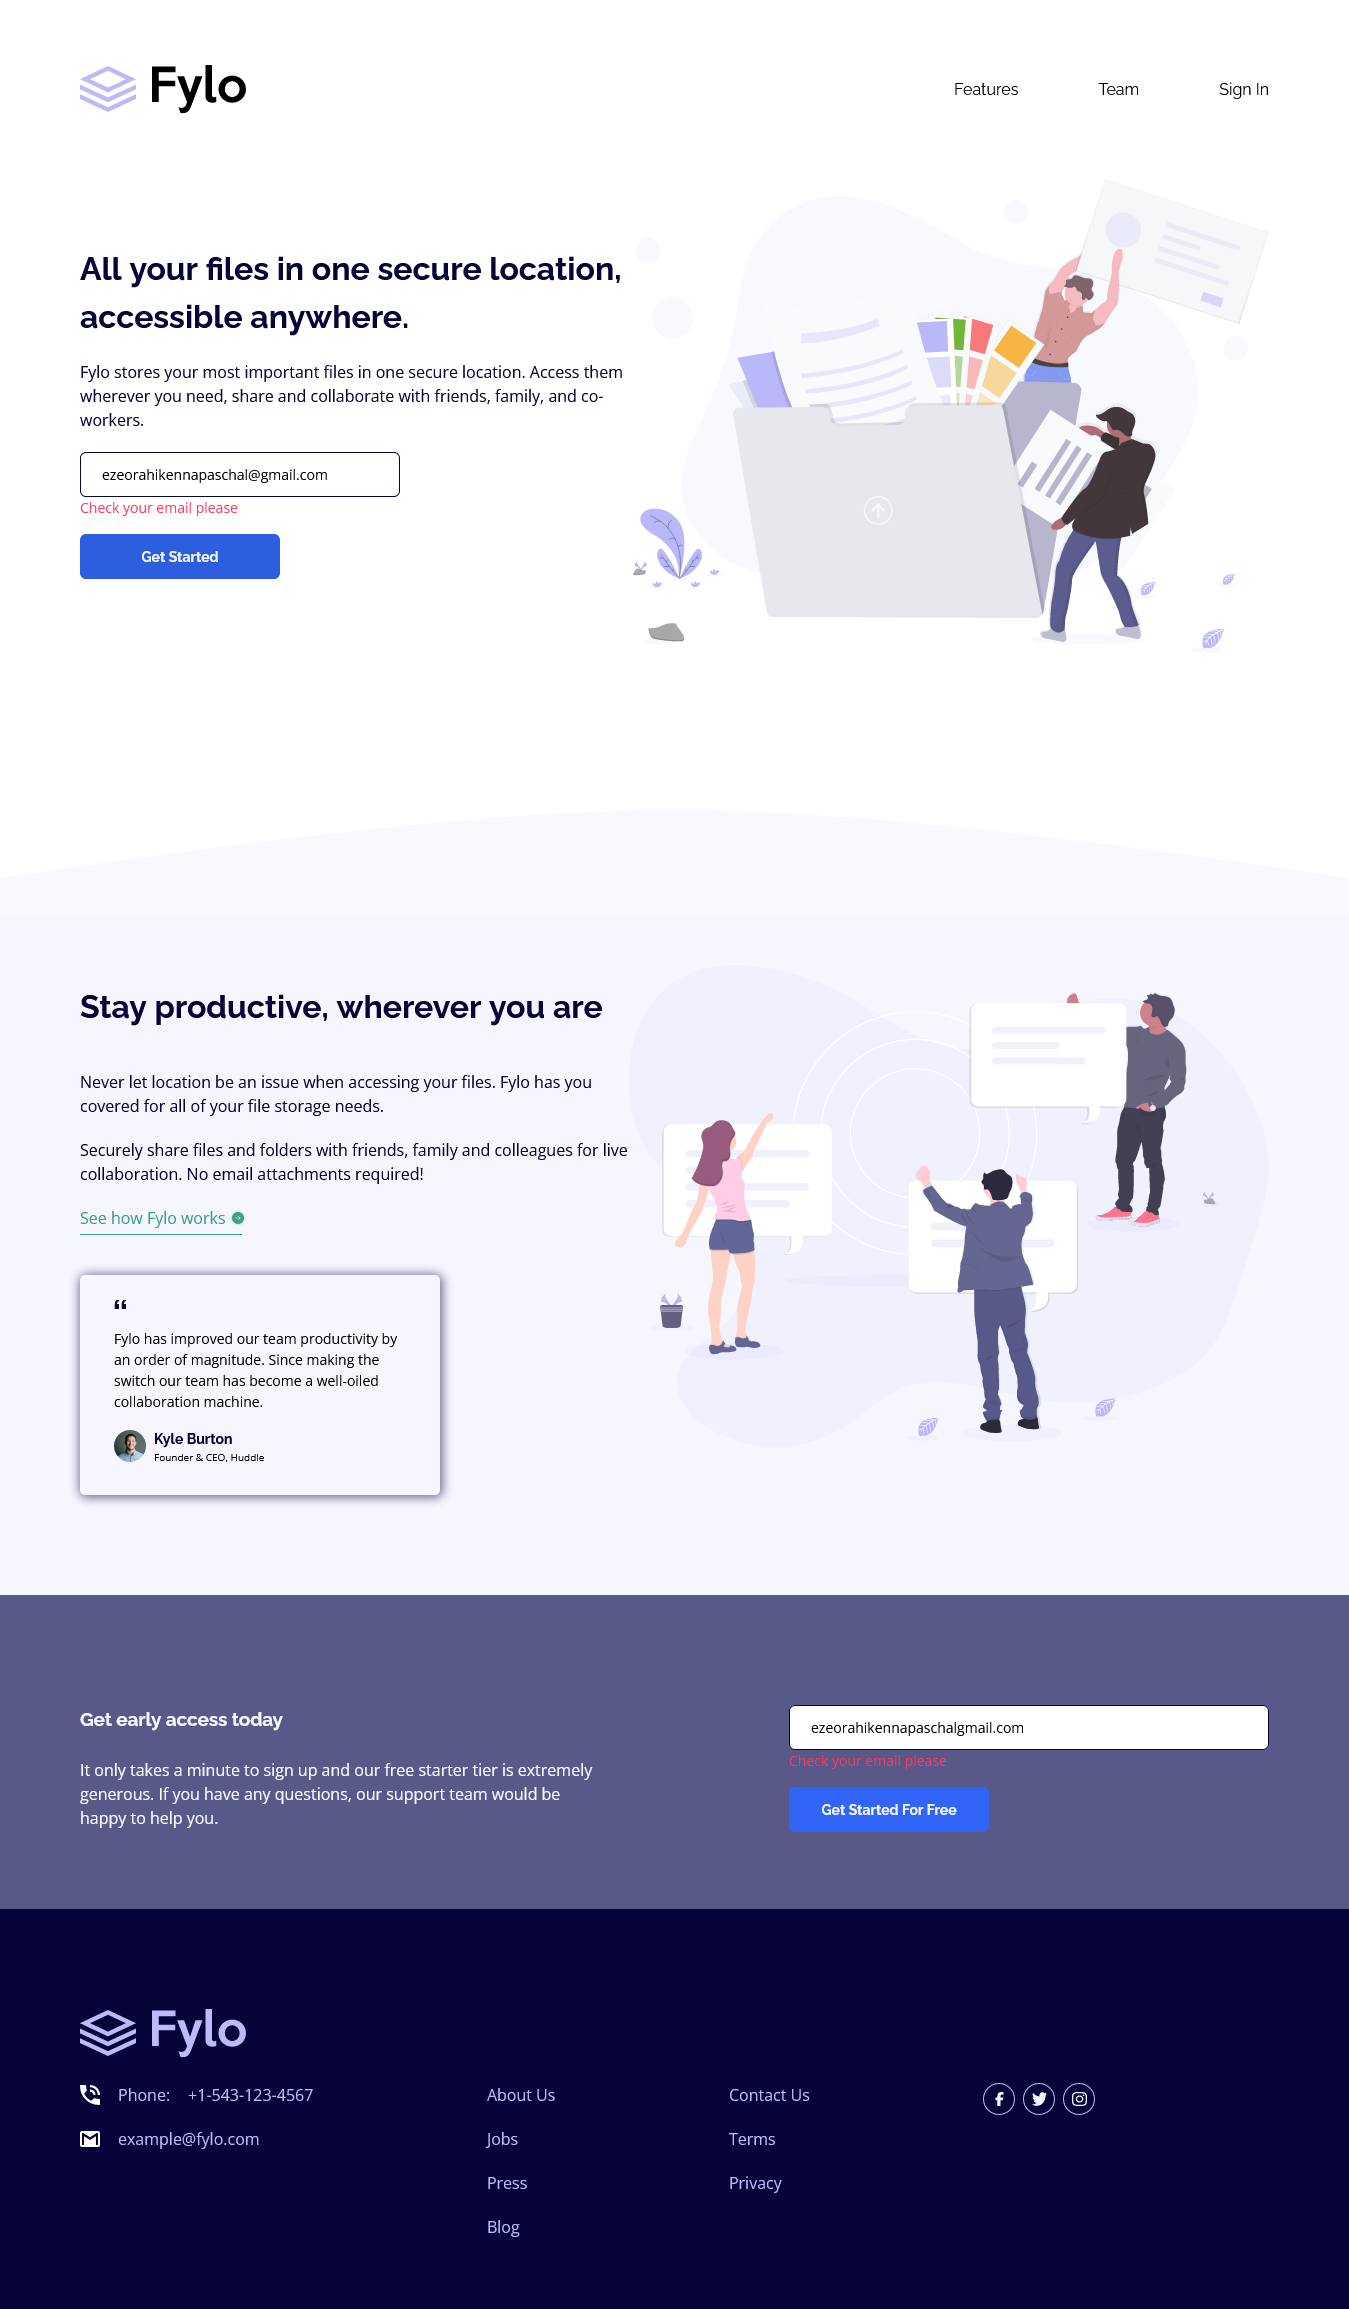 Fylo
Features
Team
Sign In
All your files in one secure location,
accessible anywhere.
Fylo stores your most important files in one secure location. Access them
wherever you need, share and collaborate with friends, family, and co-
workers.
ezeorahikennapaschal@gmail.com
Check your email please
Get Started
Stay productive, wherever you are
Never let location be an issue when accessing your files. Fylo has you
covered for all of your file storage needs.
Securely share files and folders with friends, family and colleagues for live
collaboration. No email attachments required!
See how Fylo works
“
Fylo has improved our team productivity by
an order of magnitude. Since making the
switch our team has become a well-oiled
collaboration machine.
Kyle Burton
Founder & CEO, Huddle
Get early access today
It only takes a minute to sign up and our free starter tier is extremely
generous. If you have any questions, our support team would be
happy to help you.
ezeorahikennapaschalgmail.com
Check your email please
Get Started For Free
Fylo
Phone: +1-543-123-4567
example@fylo.com
About Us
Jobs
Press
Blog
Contact Us
Terms
Privacy